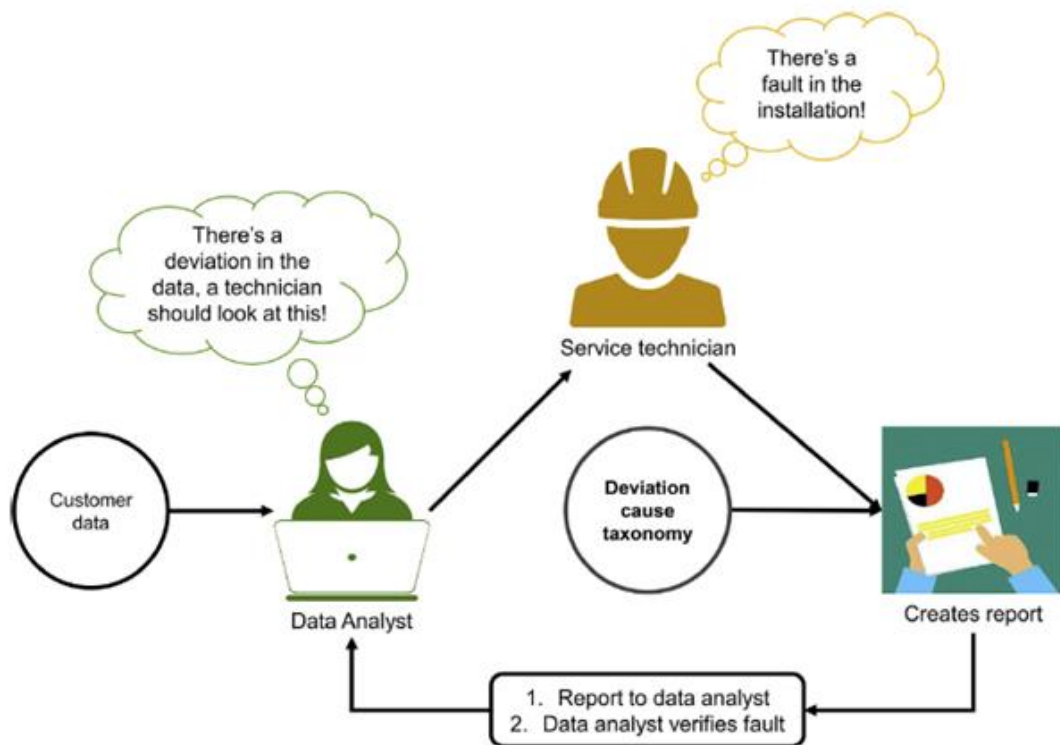 There's a
fault in the
installation!
There's a
deviation in the
data, a technician
should look at this!
Service technician
Customer
data
Deviation
cause
taxonomy
Data Analyst
Creates report
1. Report to data analyst
2. Data analyst verifies fault